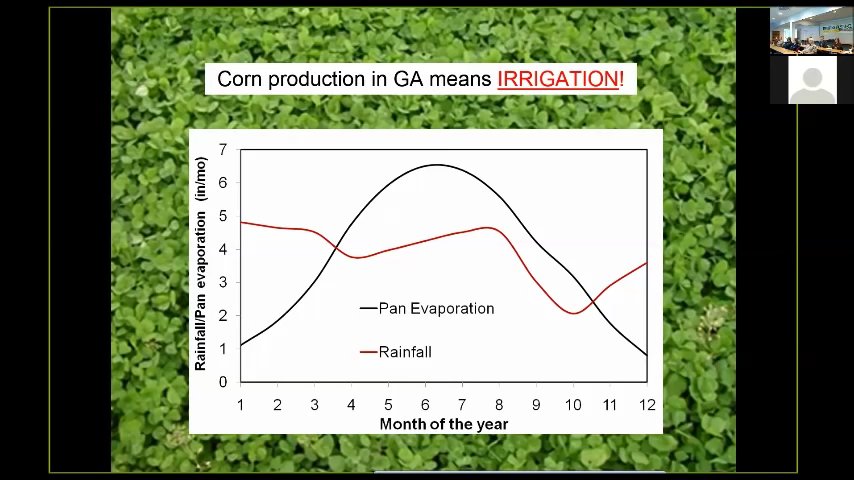 Corn production in GA means IRRIGATION!
Rainfall/Pan evaporation (in/mo)
7
6
5
4
3
2
1
0
Pan Evaporation
Rainfall
1 2 3 4 5 6 7 8 9 10 11 12
Month of the year